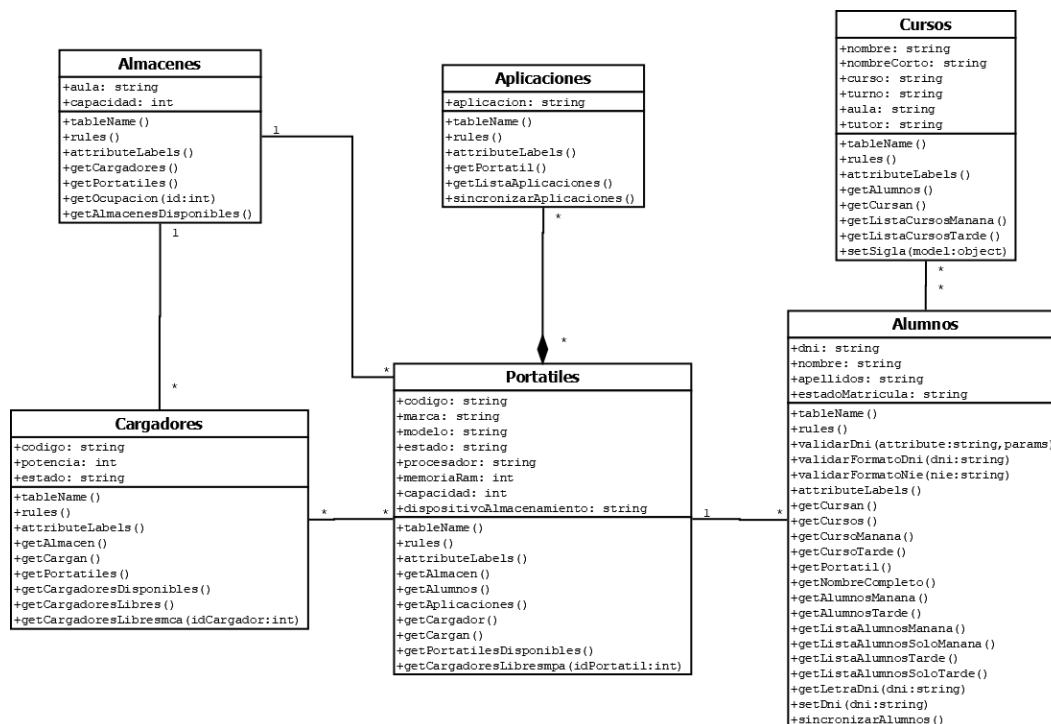 Almacenes
+aula: string
+capacidad: int
+tableName()
+rules()
+attributeLabels()
+getCargadores()
+getPortatiles()
+getOcupacion(id:int)
+getAlmacenesDisponibles()
1
1
*
*
Aplicaciones
+aplicacion: string
+tableName()
+rules()
+attributeLabels()
+getPortatil()
+getListaAplicaciones()
+sincronizarAplicaciones()
*
*
Cursos
+nombre: string
+nombreCorto: string
+curso: string
+turno: string
+aula: string
+tutor: string
+tableName()
+rules()
+attributeLabels()
+getAlumnos()
+getCursan()
+getListaCursosManana()
+getListaCursosTarde()
+setSigla(model:object)
*
*
Cargadores
+codigo: string
+potencia: int
+estado: string
+tableName()
+rules()
+attributeLabels()
+getAlmacen()
+getCargan()
+getPortatiles()
+getCargadoresDisponibles()
+getCargadoresLibres()
+getCargadoresLibresmca(idCargador:int)
*
*
Portatiles
+codigo: string
+marca: string
+modelo: string
+estado: string
+procesador: string
+memoriaRam: int
+capacidad: int
+dispositivoAlmacenamiento: string
+tableName()
+rules()
+attributeLabels()
+getAlmacen()
+getAlumnos()
+getAplicaciones()
+getCargador()
+getCargan()
+getPortatilesDisponibles()
+getCargadoresLibresmpa(idPortatil:int)
1
*
Alumnos
+dni: string
+nombre: string
+apellidos: string
+estadoMatricula: string
+tableName()
+rules()
+validarDni(attribute:string,params)
+validarFormatoDni(dni:string)
+validarFormatoNie(nie:string)
+attributeLabels()
+getCursan()
+getCursos()
+getCursoManana()
+getCursoTarde()
+getPortatil()
+getNombreCompleto()
+getAlumnosManana()
+getAlumnosTarde()
+getListaAlumnosManana()
+getListaAlumnosSoloManana()
+getListaAlumnosTarde()
+getListaAlumnosSoloTarde()
+getLetraDni(dni:string)
+setDni(dni:string)
+sincronizarAlumnos()